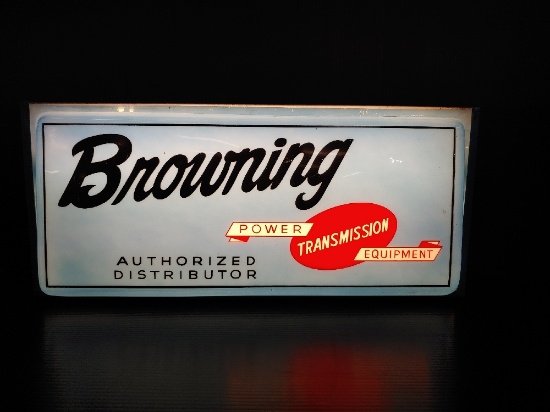 Browning
POWER
TRANSMISSION
EQUIPMENT
AUTHORIZED
DISTRIBUTOR